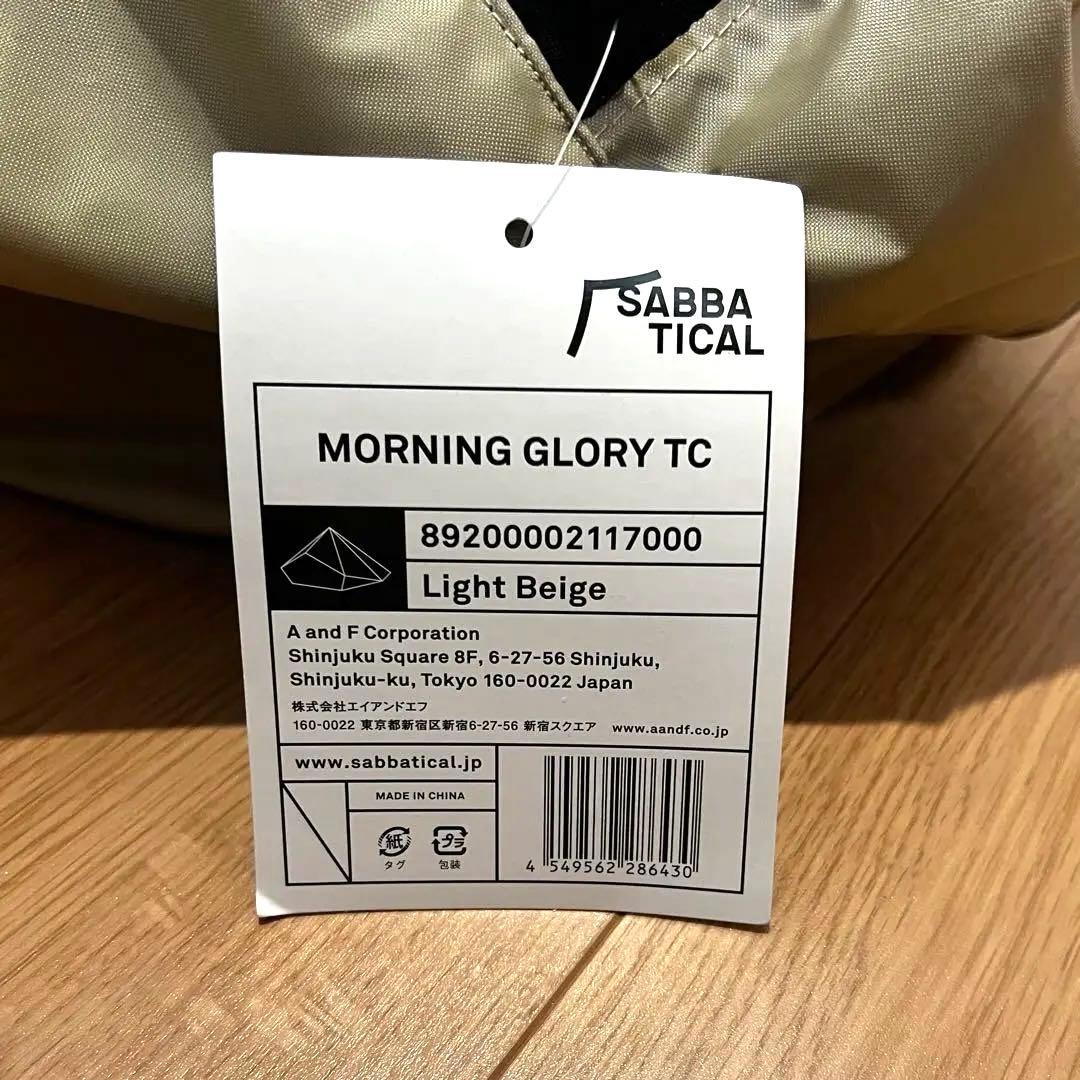 SABBA
TICAL
MORNING GLORY TC
89200002117000
Light Beige
A and F Corporation
Shinjuku Square 8F, 6-27-56 Shinjuku,
Shinjuku-ku, Tokyo 160-0022 Japan
株式会社エイアンドエフ
160-0022 東京都新宿区新宿6-27-56 新宿スクエア www.aandf.co.jp
www.sabbatical.jp
MADE IN CHINA
紙 プラ
タグ 包装
4 549562 286430